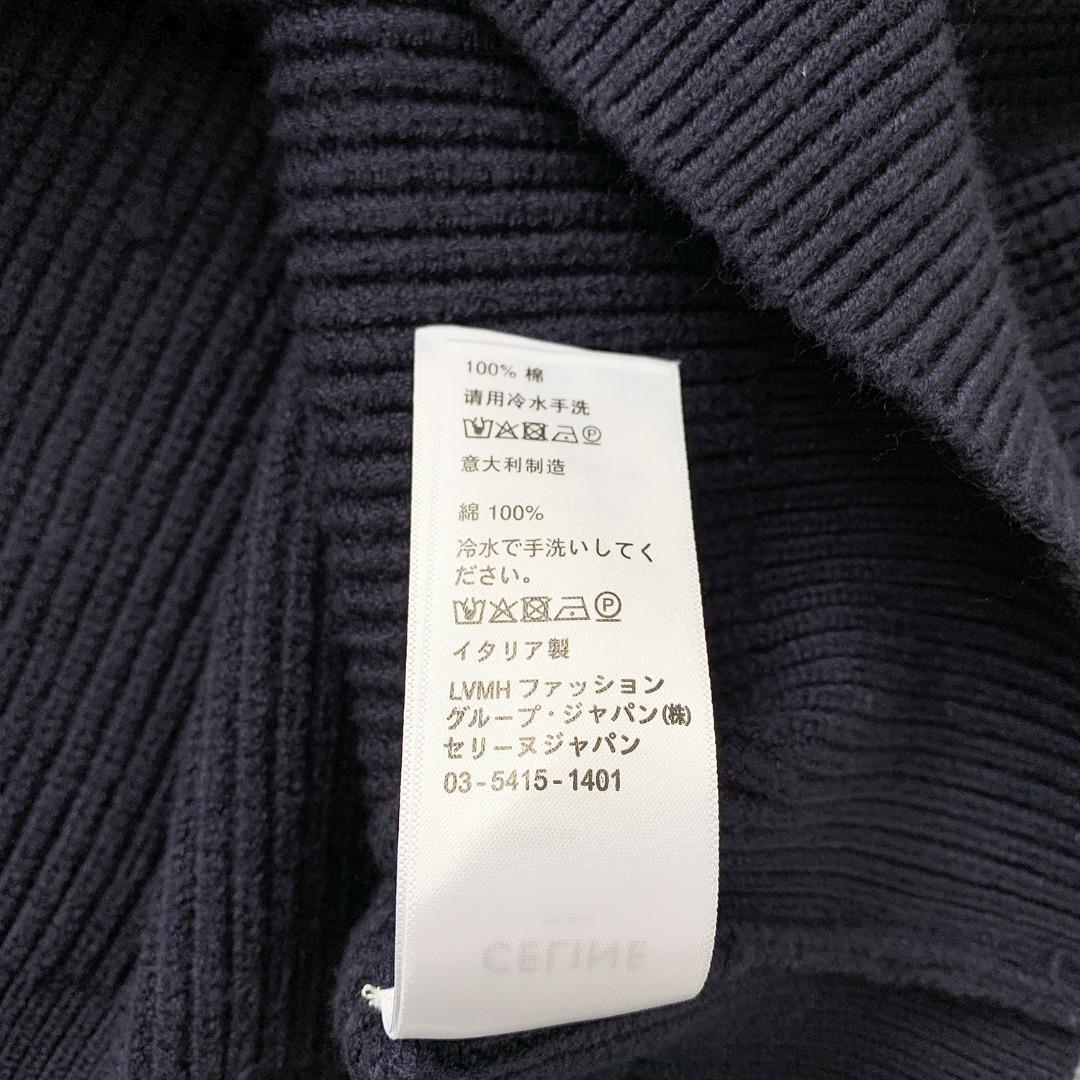 100% 棉
请用冷水手洗
P
意大利制造
綿 100%
冷水で手洗いしてく
ださい。
P
イタリア製
LVMH ファッション
グループ・ジャパン(株)
セリーヌジャパン
03-5415-1401
CELINE